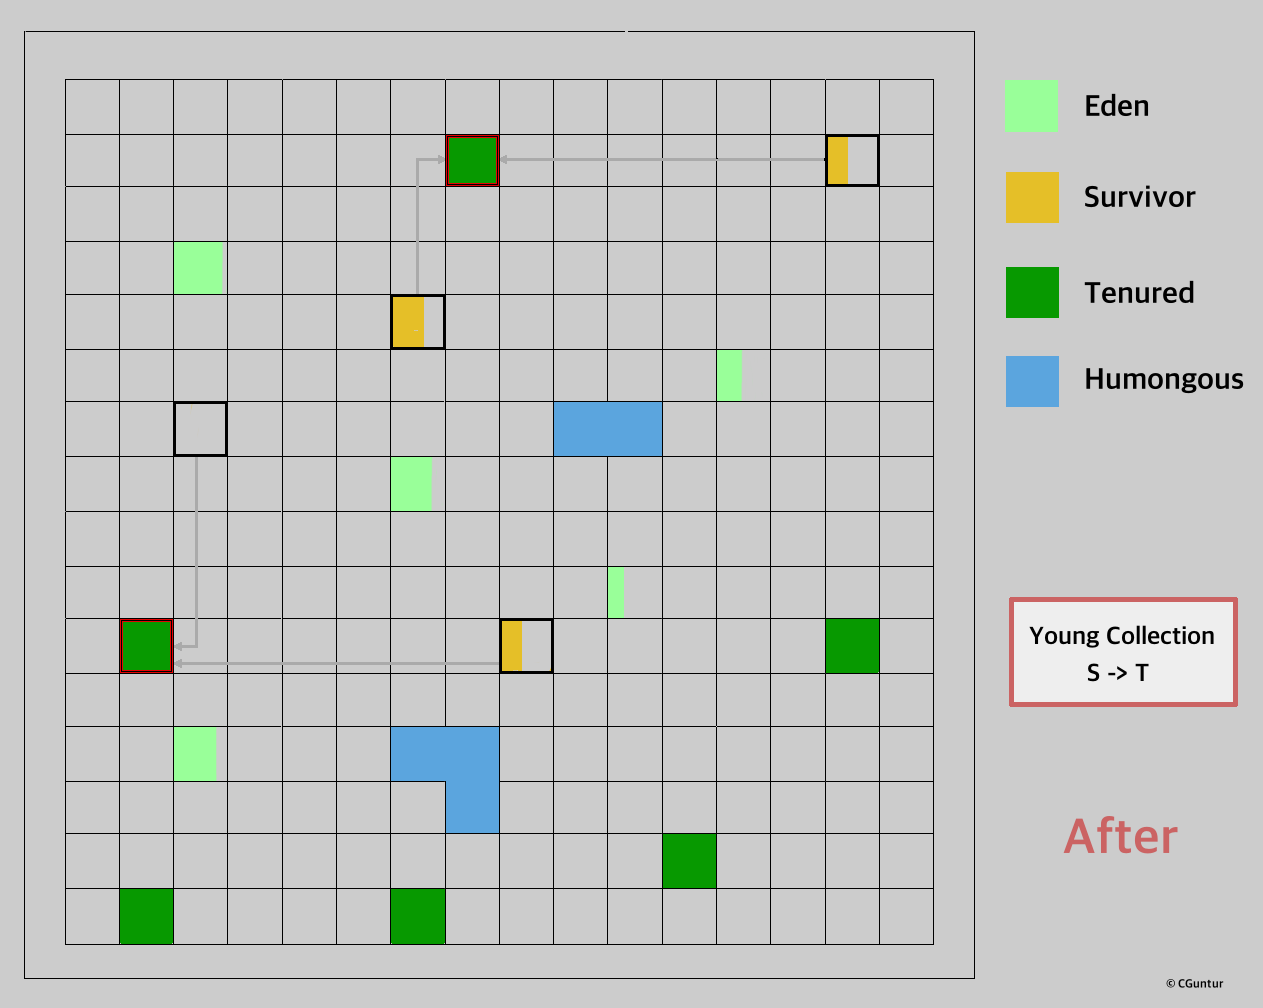 Eden
Survivor
Tenured
Humongous
Young Collection
S -> T
After
© CGuntur